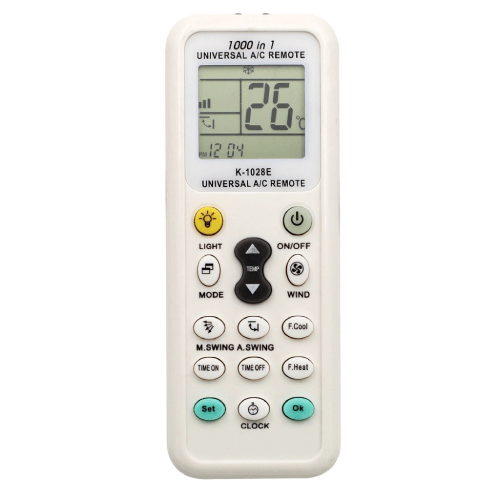 1000 in 1
UNIVERSAL A/C REMOTE
26 °C
PM 12 04
K-1028E
UNIVERSAL A/C REMOTE
LIGHT ON/OFF
TEMP
MODE WIND
F.Cool
M.SWING A.SWING
TIME ON TIME OFF F.Heat
Set Ok
CLOCK